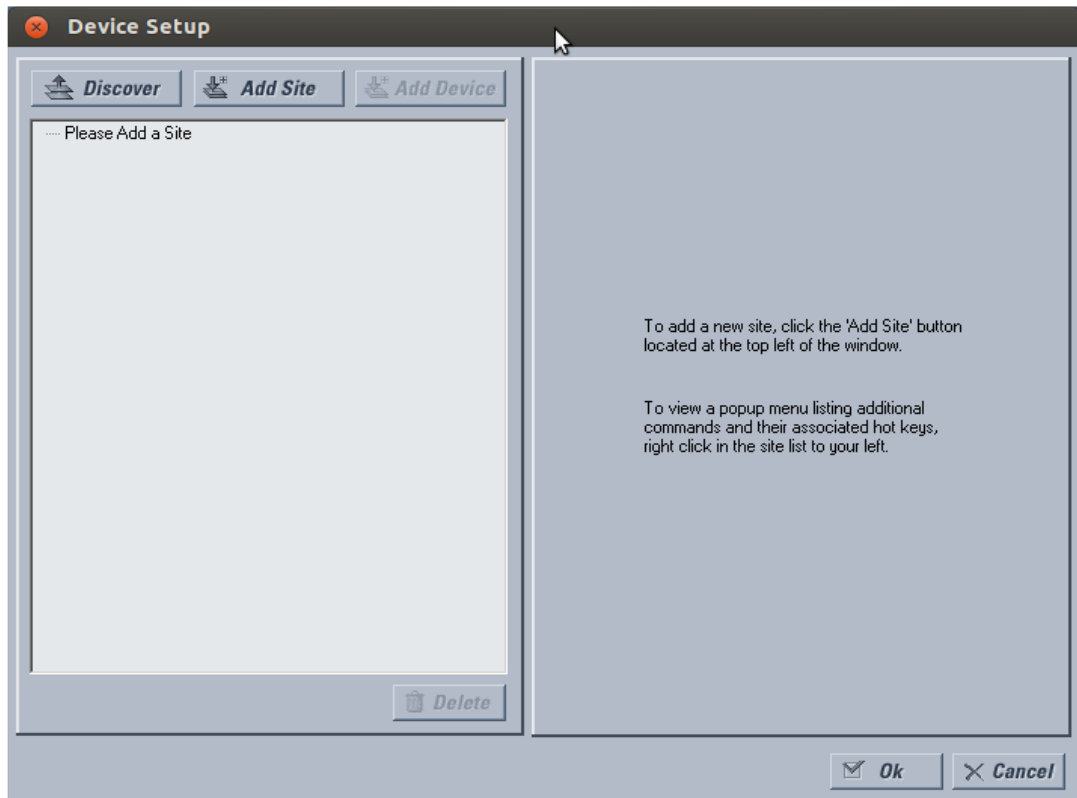 Device Setup
Discover
Add Site
Add Device
Please Add a Site
To add a new site, click the 'Add Site' button
located at the top left of the window.
To view a popup menu listing additional
commands and their associated hot keys,
right click in the site list to your left.
Delete
Ok
Cancel